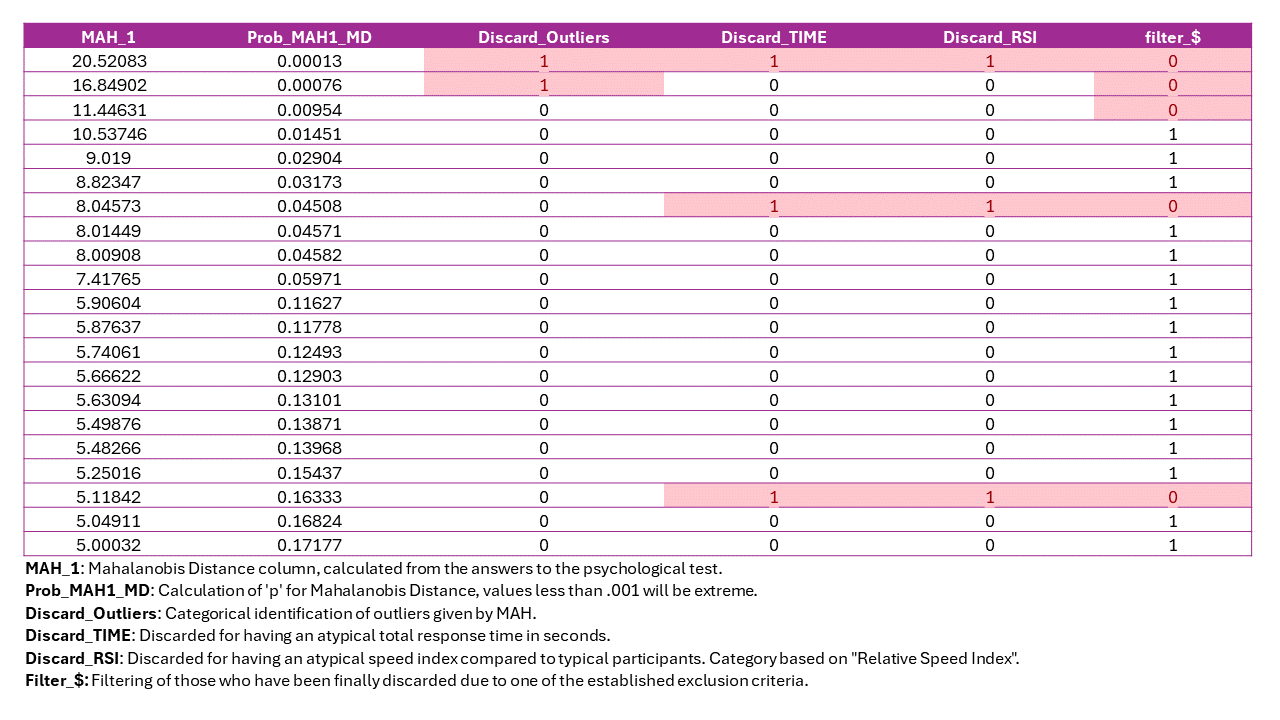 MAH_1 Prob_MAH1_MD Discard_Outliers Discard_TIME Discard_RSI filter_$
20.52083 0.00013 1 1 1 0
16.84902 0.00076 1 0 0 0
11.44631 0.00954 0 0 0 0
10.53746 0.01451 0 0 0 1
9.019 0.02904 0 0 0 1
8.82347 0.03173 0 0 0 1
8.04573 0.04508 0 1 1 0
8.01449 0.04571 0 0 0 1
8.00908 0.04582 0 0 0 1
7.41765 0.05971 0 0 0 1
5.90604 0.11627 0 0 0 1
5.87637 0.11778 0 0 0 1
5.74061 0.12493 0 0 0 1
5.66622 0.12903 0 0 0 1
5.63094 0.13101 0 0 0 1
5.49876 0.13871 0 0 0 1
5.48266 0.13968 0 0 0 1
5.25016 0.15437 0 0 0 1
5.11842 0.16333 0 1 1 0
5.04911 0.16824 0 0 0 1
5.00032 0.17177 0 0 0 1
MAH_1: Mahalanobis Distance column, calculated from the answers to the psychological test.
Prob_MAH1_MD: Calculation of 'p' for Mahalanobis Distance, values less than .001 will be extreme.
Discard_Outliers: Categorical identification of outliers given by MAH.
Discard_TIME: Discarded for having an atypical total response time in seconds.
Discard_RSI: Discarded for having an atypical speed index compared to typical participants. Category based on "Relative Speed Index".
Filter_$: Filtering of those who have been finally discarded due to one of the established exclusion criteria.